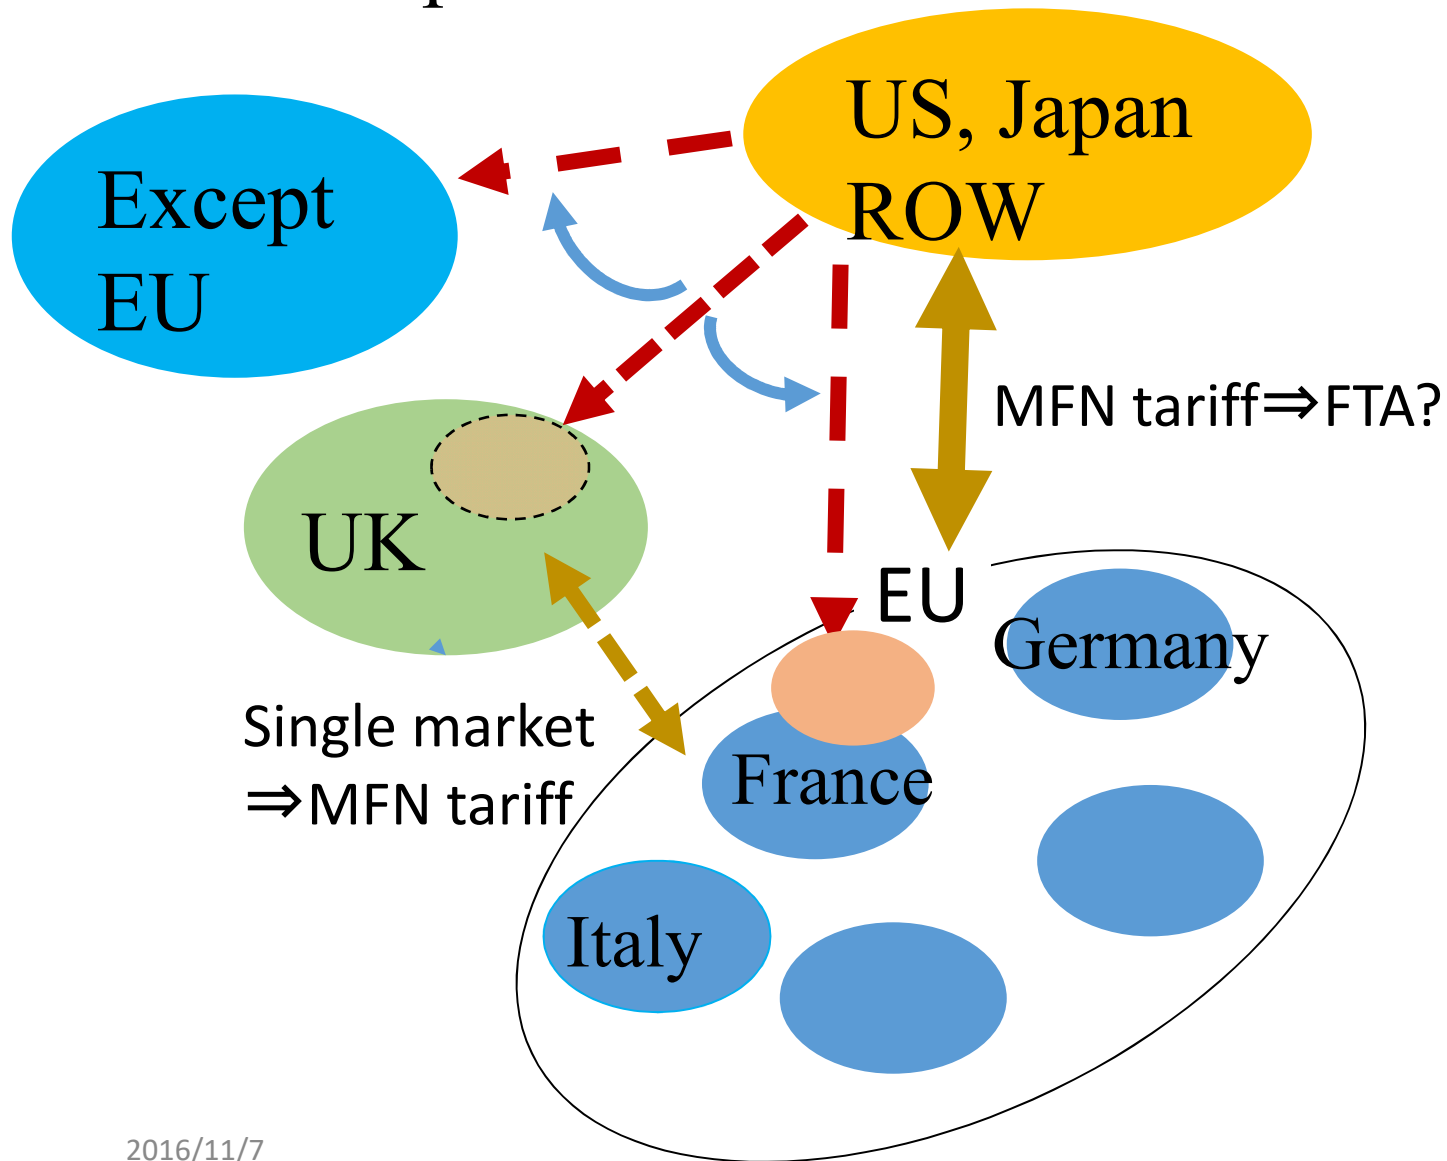 US, Japan
ROW
Except
EU
MFN tariff⇒FTA?
UK
EU
Germany
Single market
⇒MFN tariff
France
Italy
2016/11/7